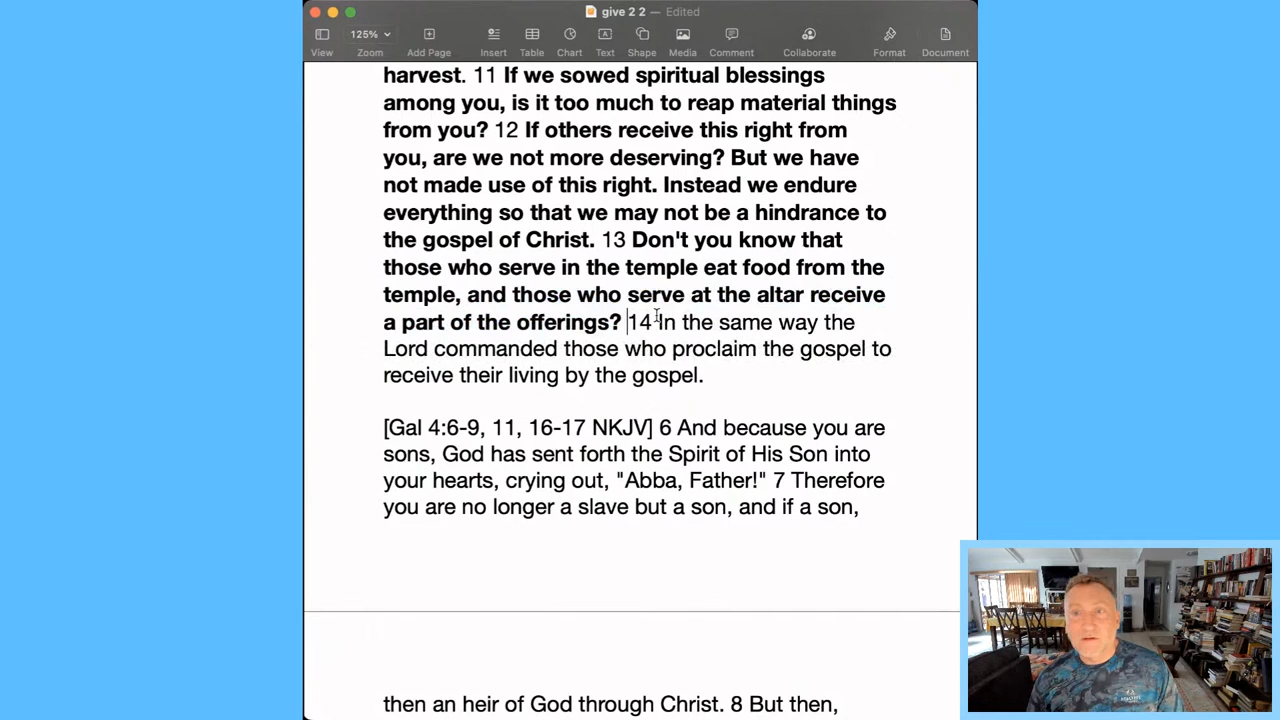 give 2 2 — Edited
125%
View Zoom Add Page Insert Table Chart Text Shape Media Comment Collaborate Format Document
harvest. 11 If we sowed spiritual blessings
among you, is it too much to reap material things
from you? 12 If others receive this right from
you, are we not more deserving? But we have
not made use of this right. Instead we endure
everything so that we may not be a hindrance to
the gospel of Christ. 13 Don't you know that
those who serve in the temple eat food from the
temple, and those who serve at the altar receive
a part of the offerings? 14 In the same way the
Lord commanded those who proclaim the gospel to
receive their living by the gospel.
[Gal 4:6-9, 11, 16-17 NKJV] 6 And because you are
sons, God has sent forth the Spirit of His Son into
your hearts, crying out, "Abba, Father!" 7 Therefore
you are no longer a slave but a son, and if a son,
then an heir of God through Christ. 8 But then,